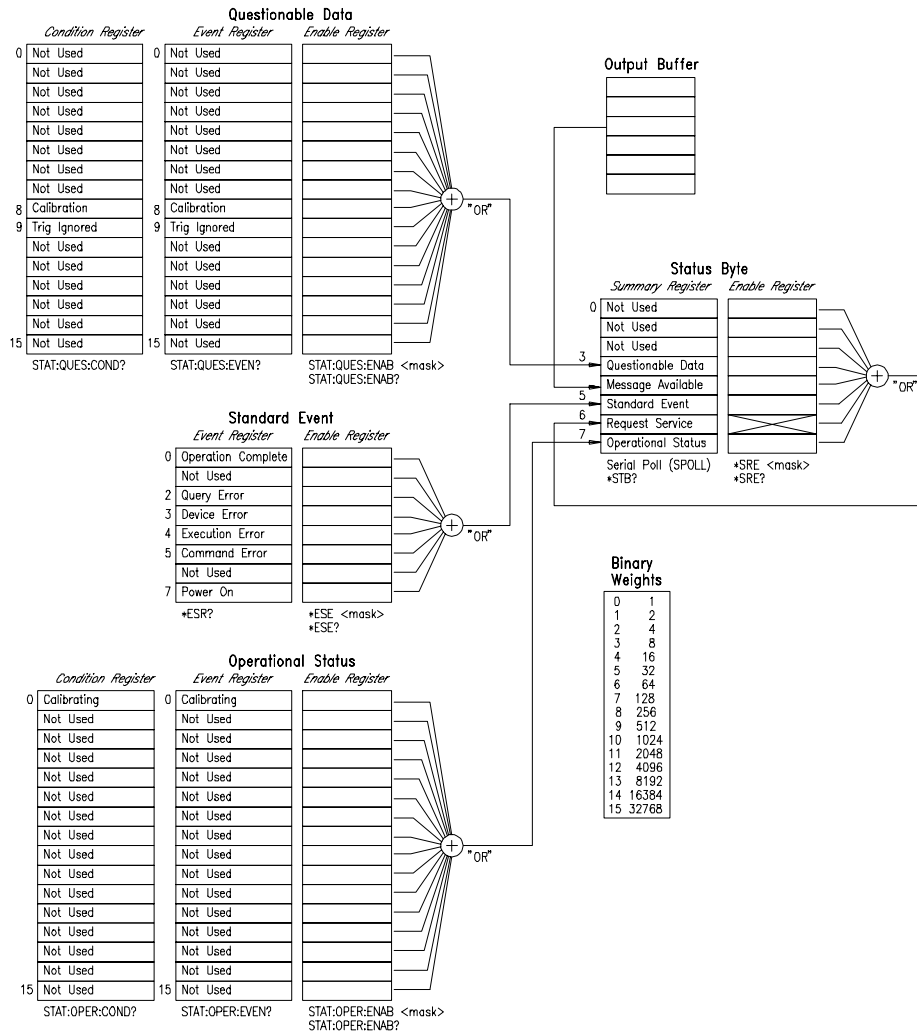 Questionable Data
Condition Register Event Register Enable Register
0 Not Used 0 Not Used
Not Used Not Used
Not Used Not Used
Not Used Not Used
Not Used Not Used
Not Used Not Used
Not Used Not Used
Not Used Not Used
8 Calibration 8 Calibration
9 Trig Ignored 9 Trig Ignored
Not Used Not Used
Not Used Not Used
Not Used Not Used
Not Used Not Used
Not Used Not Used
15 Not Used 15 Not Used
STAT:QUES:COND? STAT:QUES:EVEN? STAT:QUES:ENAB <mask>
STAT:QUES:ENAB?
+
"OR"
Output Buffer
Status Byte
Summary Register Enable Register
0 Not Used
Not Used
Not Used
3 Questionable Data
Message Available
5 Standard Event
6 Request Service
7 Operational Status
Serial Poll (SPOLL) *SRE <mask>
*STB? *SRE?
+
"OR"
Standard Event
Event Register Enable Register
0 Operation Complete
Not Used
2 Query Error
3 Device Error
4 Execution Error
5 Command Error
Not Used
7 Power On
*ESR? *ESE <mask>
*ESE?
+
"OR"
Binary
Weights
0 1
1 2
2 4
3 8
4 16
5 32
6 64
7 128
8 256
9 512
10 1024
11 2048
12 4096
13 8192
14 16384
15 32768
Operational Status
Condition Register Event Register Enable Register
0 Calibrating 0 Calibrating
Not Used Not Used
Not Used Not Used
Not Used Not Used
Not Used Not Used
Not Used Not Used
Not Used Not Used
Not Used Not Used
Not Used Not Used
Not Used Not Used
Not Used Not Used
Not Used Not Used
Not Used Not Used
Not Used Not Used
Not Used Not Used
15 Not Used 15 Not Used
STAT:OPER:COND? STAT:OPER:EVEN? STAT:OPER:ENAB <mask>
STAT:OPER:ENAB?
+
"OR"